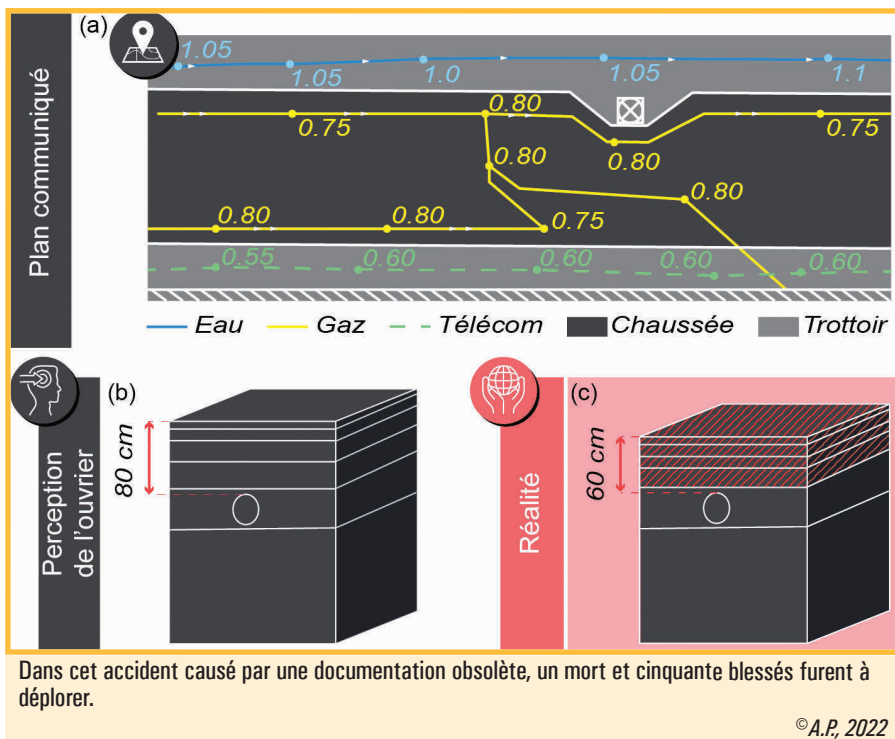 (a)
Plan communiqué
1.05
1.05
1.0
1.05
1.1
0.75
0.80
0.80
0.75
0.80
0.80
0.80
0.80
0.75
0.55
0.60
0.60
0.60
0.60
Eau
Gaz
Télécom
Chaussée
Trottoir
Perception
de l'ouvrier
(b)
80 cm
Réalité
(c)
60 cm
Dans cet accident causé par une documentation obsolète, un mort et cinquante blessés furent à
déplorer.
©A.P., 2022